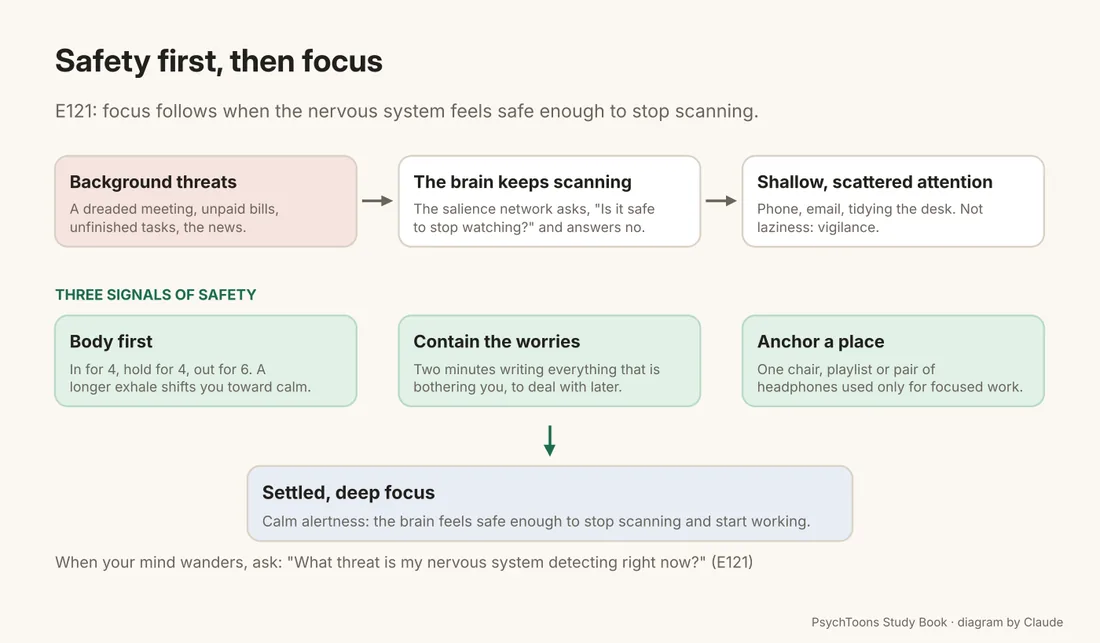 Safety first, then focus
E121: focus follows when the nervous system feels safe enough to stop scanning.
Background threats
A dreaded meeting, unpaid bills,
unfinished tasks, the news.
The brain keeps scanning
The salience network asks, "Is it safe
to stop watching?" and answers no.
Shallow, scattered attention
Phone, email, tidying the desk. Not
laziness: vigilance.
THREE SIGNALS OF SAFETY
Body first
In for 4, hold for 4, out for 6. A
longer exhale shifts you toward calm.
Contain the worries
Two minutes writing everything that is
bothering you, to deal with later.
Anchor a place
One chair, playlist or pair of
headphones used only for focused work.
Settled, deep focus
Calm alertness: the brain feels safe enough to stop scanning and start working.
When your mind wanders, ask: "What threat is my nervous system detecting right now?" (E121)
PsychToons Study Book · diagram by Claude